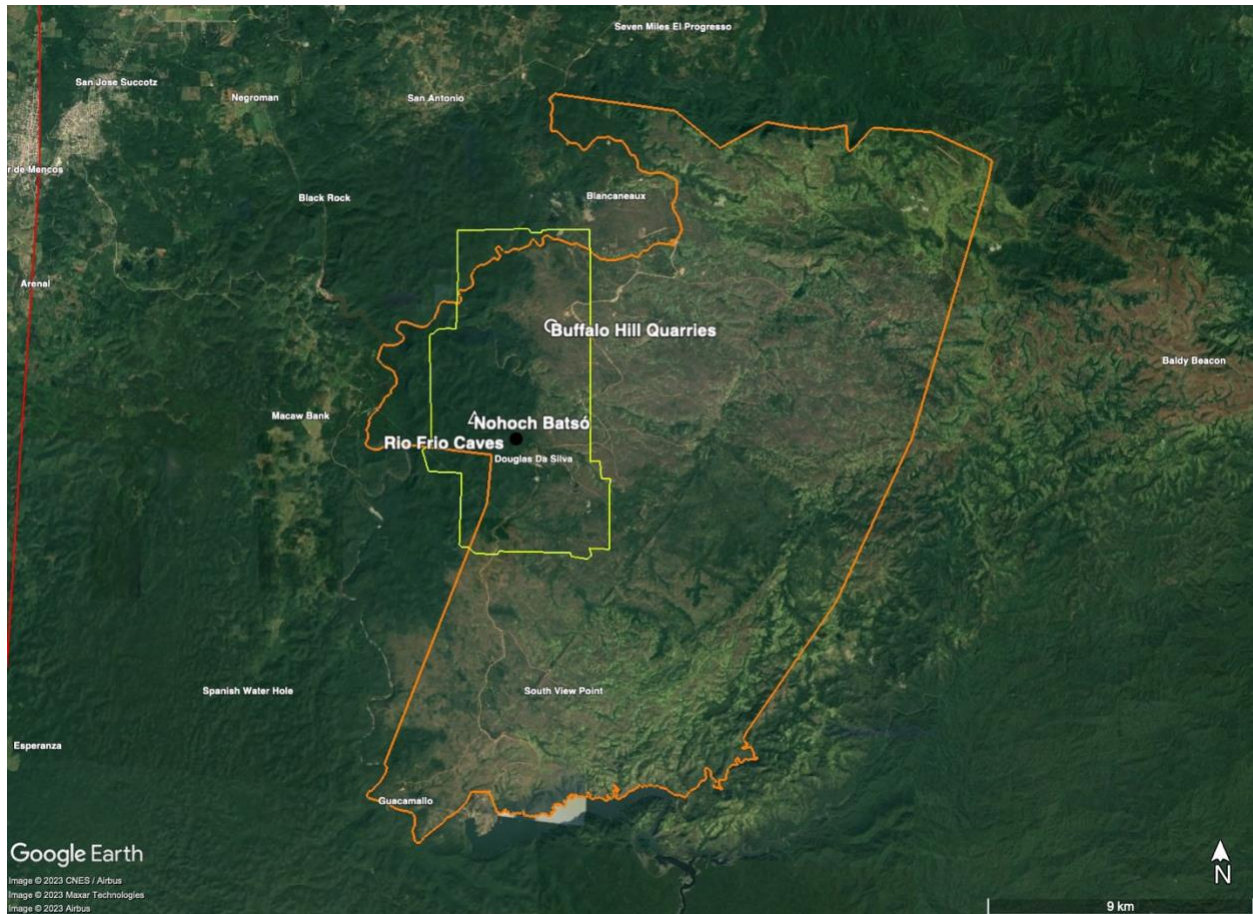 Seven Miles El Progresso
San Jose Succotz
Negroman
San Antonio
r de Mencos
Black Rock
Blancaneaux
Arenal
Buffalo Hill Quarries
Baldy Beacon
Macaw Bank
Nohoch Batsó
Rio Frio Caves
Douglas Da Silva
Spanish Water Hole
South View Point
Esperanza
Guacamallo
Google Earth
Image © 2023 CNES / Airbus
Image © 2023 Maxar Technologies
Image © 2023 Airbus
N
9 km